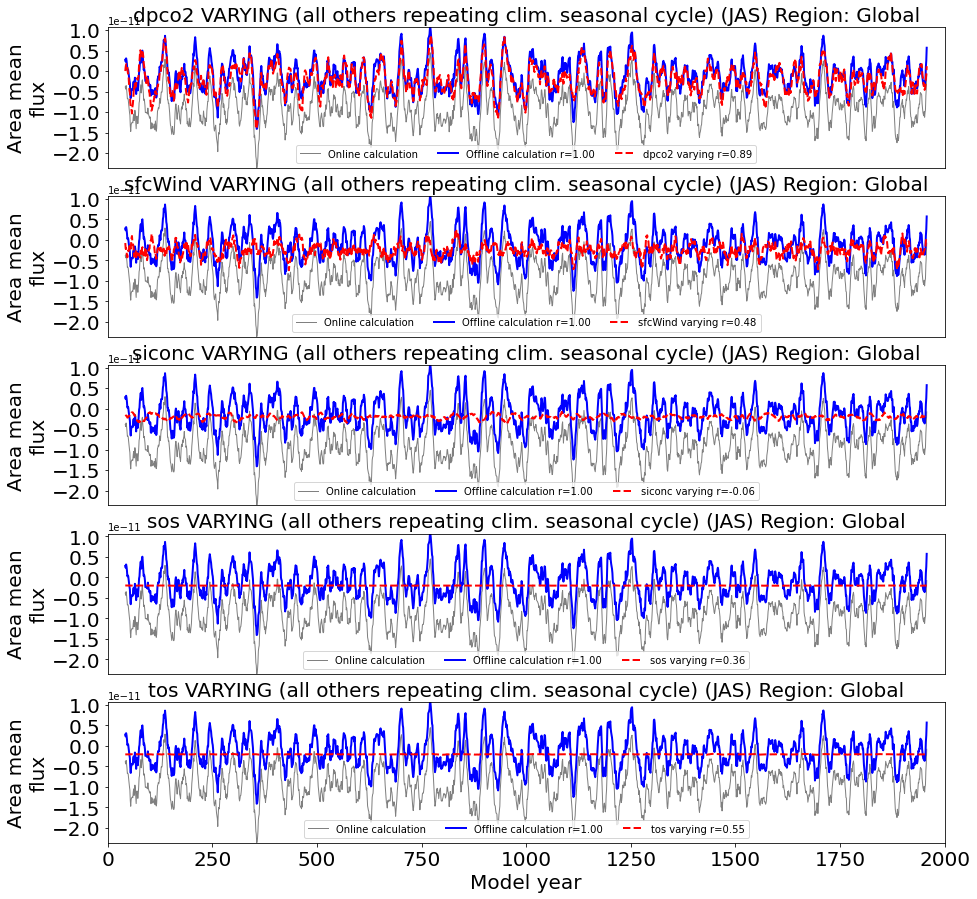 dpco2 VARYING (all others repeating clim. seasonal cycle) (JAS) Region: Global
1e−11
1.0
0.5
0.0
−0.5
−1.0
−1.5
−2.0
Area mean
flux
Online calculation
Offline calculation r=1.00
dpco2 varying r=0.89
sfcWind VARYING (all others repeating clim. seasonal cycle) (JAS) Region: Global
1e−11
1.0
0.5
0.0
−0.5
−1.0
−1.5
−2.0
Area mean
flux
Online calculation
Offline calculation r=1.00
sfcWind varying r=0.48
siconc VARYING (all others repeating clim. seasonal cycle) (JAS) Region: Global
1e−11
1.0
0.5
0.0
−0.5
−1.0
−1.5
−2.0
Area mean
flux
Online calculation
Offline calculation r=1.00
siconc varying r=-0.06
sos VARYING (all others repeating clim. seasonal cycle) (JAS) Region: Global
1e−11
1.0
0.5
0.0
−0.5
−1.0
−1.5
−2.0
Area mean
flux
Online calculation
Offline calculation r=1.00
sos varying r=0.36
tos VARYING (all others repeating clim. seasonal cycle) (JAS) Region: Global
1e−11
1.0
0.5
0.0
−0.5
−1.0
−1.5
−2.0
Area mean
flux
Online calculation
Offline calculation r=1.00
tos varying r=0.55
0 250 500 750 1000 1250 1500 1750 2000
Model year